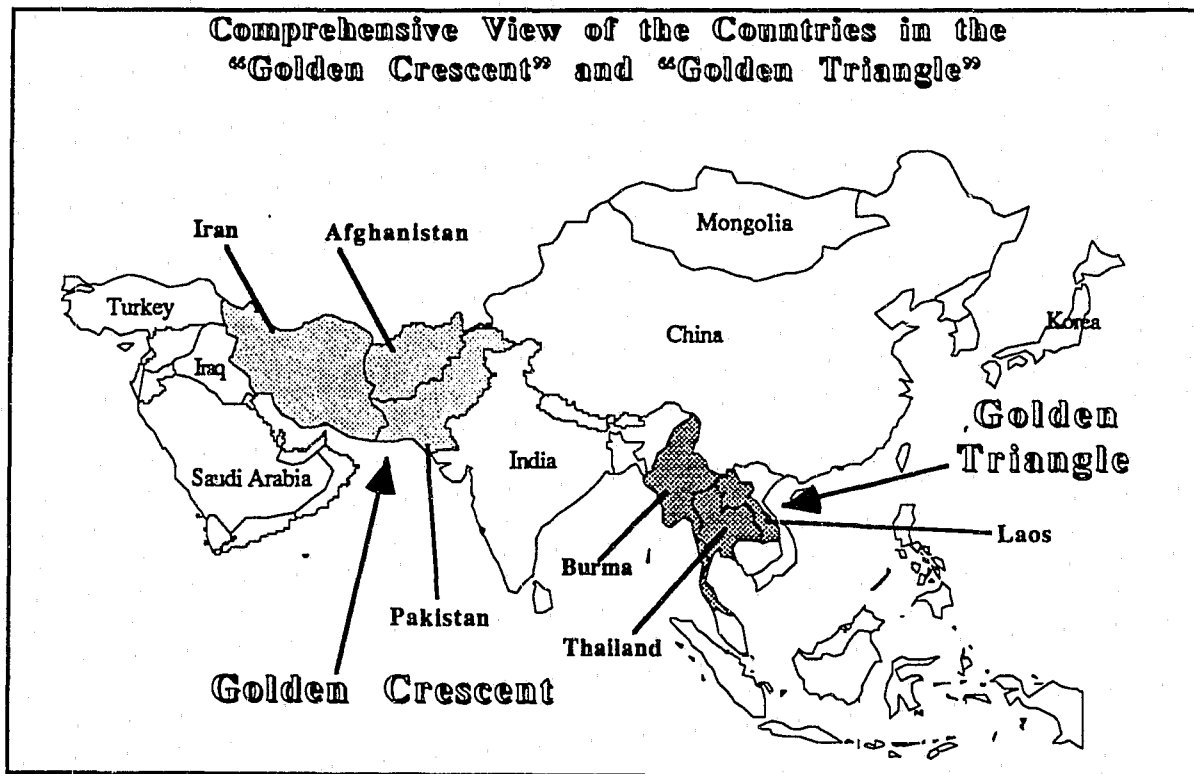 Comprehensive View of the Countries in the
“Golden Crescent” and “Golden Triangle”
Mongolia
Iran
Afghanistan
Turkey
Korea
China
Iraq
Golden
Triangle
India
Saudi Arabia
Laos
Burma
Pakistan
Thailand
Golden Crescent